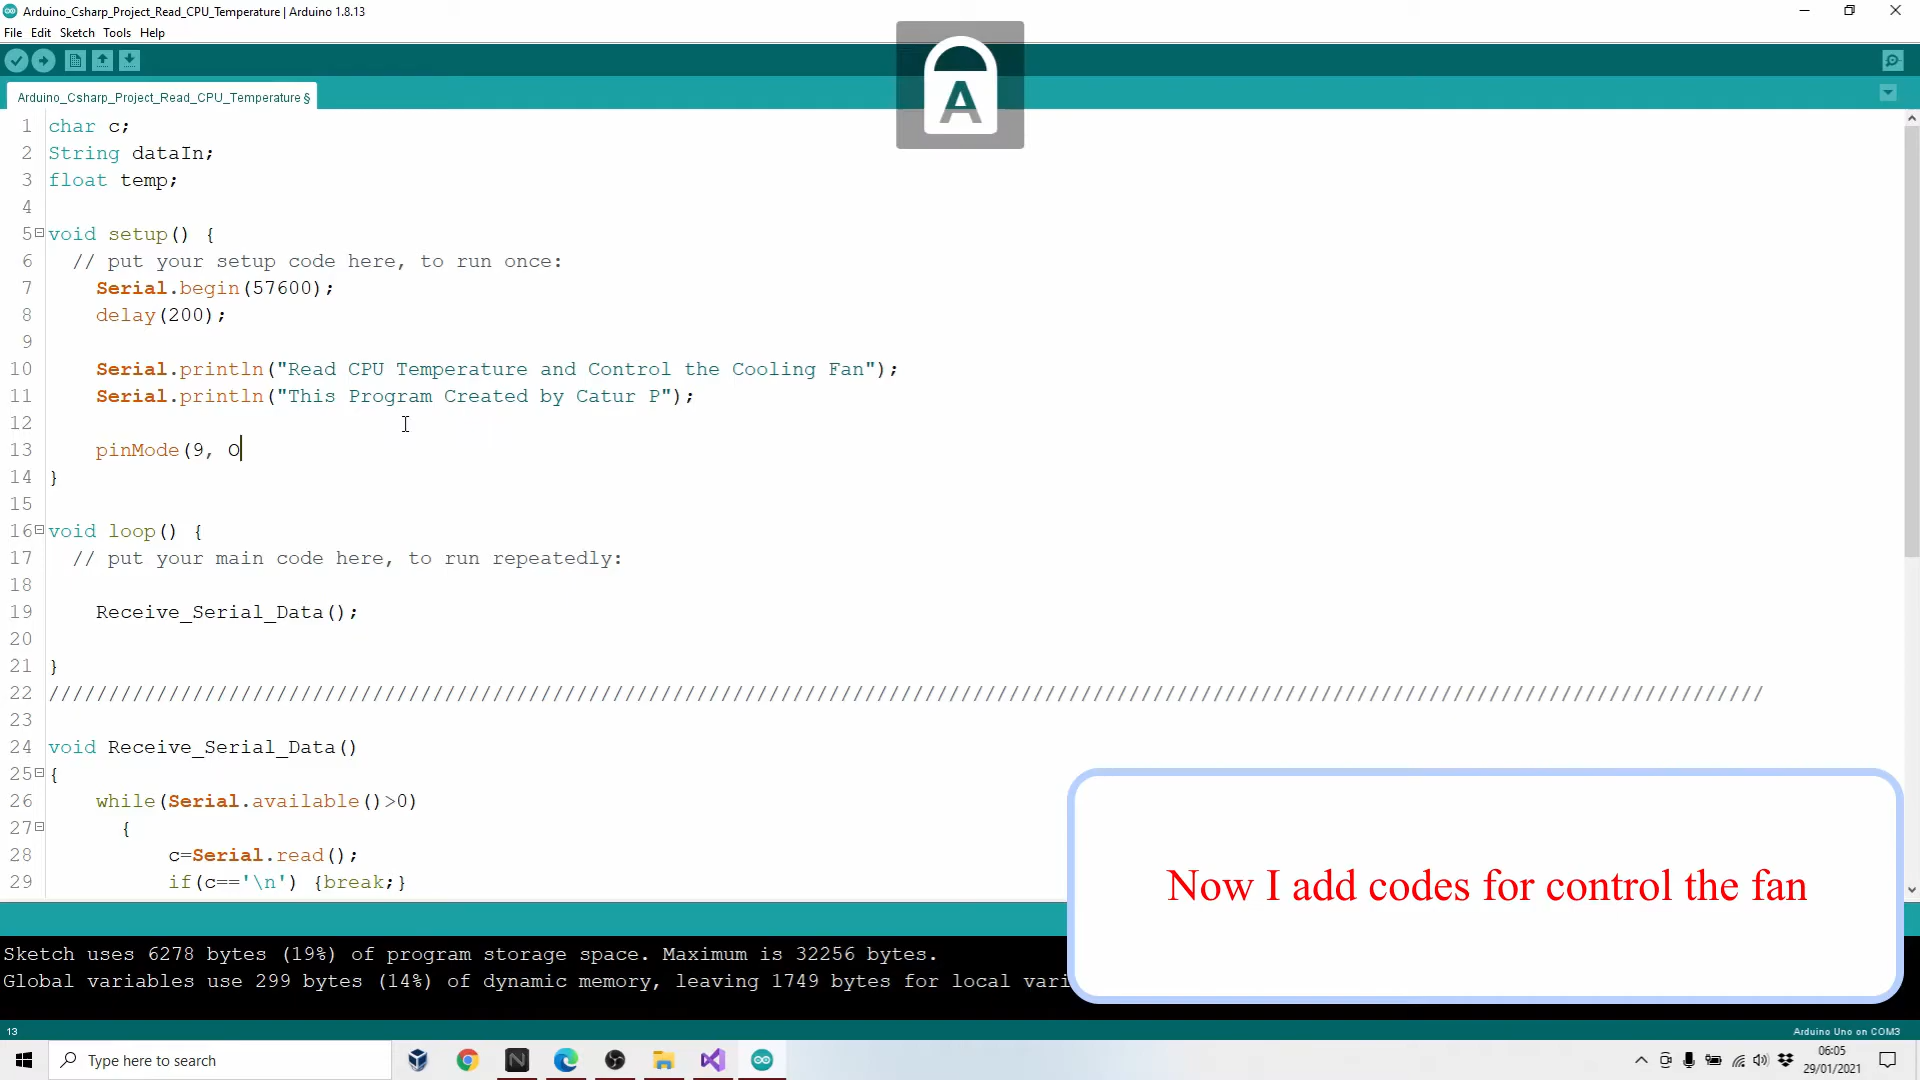 Arduino_Csharp_Project_Read_CPU_Temperature | Arduino 1.8.13
File Edit Sketch Tools Help
A
Arduino_Csharp_Project_Read_CPU_Temperature §
1 char c;
2 String dataIn;
3 float temp;
4
5 void setup() {
6 // put your setup code here, to run once:
7 Serial.begin(57600);
8 delay(200);
9
10 Serial.println("Read CPU Temperature and Control the Cooling Fan");
11 Serial.println("This Program Created by Catur P");
12
13 pinMode(9, O
14 }
15
16 void loop() {
17 // put your main code here, to run repeatedly:
18
19 Receive_Serial_Data();
20
21 }
22 ///////////////////////////////////////////////////////////////////////////////////////////////////////////////////////////////////////////////
23
24 void Receive_Serial_Data()
25 {
26 while(Serial.available()>0)
27 {
28 c=Serial.read();
29 if(c=='\n') {break;}
Now I add codes for control the fan
Sketch uses 6278 bytes (19%) of program storage space. Maximum is 32256 bytes.
Global variables use 299 bytes (14%) of dynamic memory, leaving 1749 bytes for local vari
13
Arduino Uno on COM3
Type here to search
06:05
29/01/2021